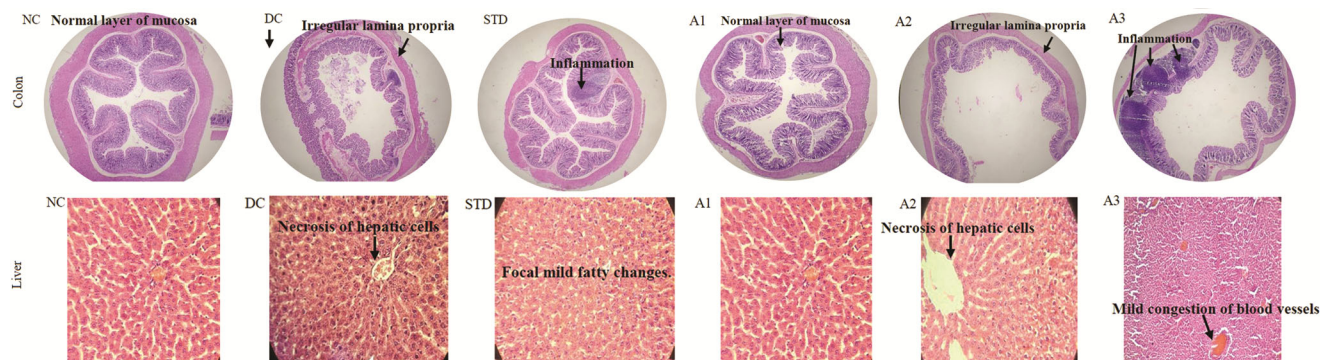 NC
Normal layer of mucosa
DC
Irregular lamina propria
STD
Inflammation
A1
Normal layer of mucosa
A2
Irregular lamina propria
A3
Inflammation
Colon
NC
DC
Necrosis of hepatic cells
STD
Focal mild fatty changes.
A1
A2
Necrosis of hepatic cells
A3
Mild congestion of blood vessels
Liver